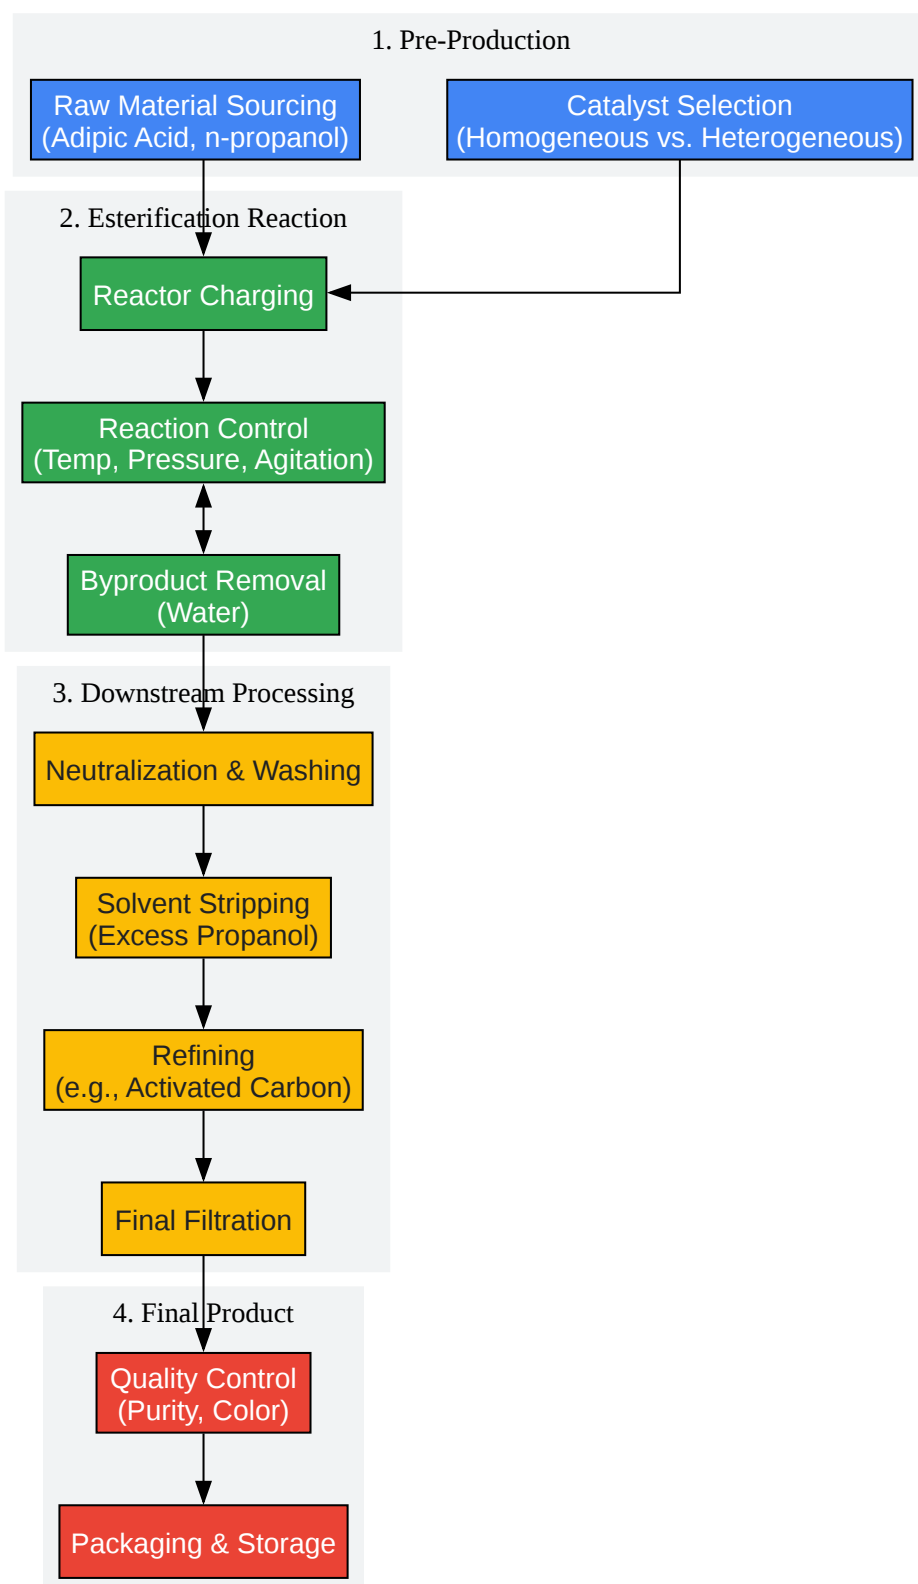 1. Pre-Production
Raw Material Sourcing
(Adipic Acid, n-propanol)
Catalyst Selection
(Homogeneous vs. Heterogeneous)
2. Esterification Reaction
Reactor Charging
Reaction Control
(Temp, Pressure, Agitation)
Byproduct Removal
(Water)
3. Downstream Processing
Neutralization & Washing
Solvent Stripping
(Excess Propanol)
Refining
(e.g., Activated Carbon)
Final Filtration
4. Final Product
Quality Control
(Purity, Color)
Packaging & Storage